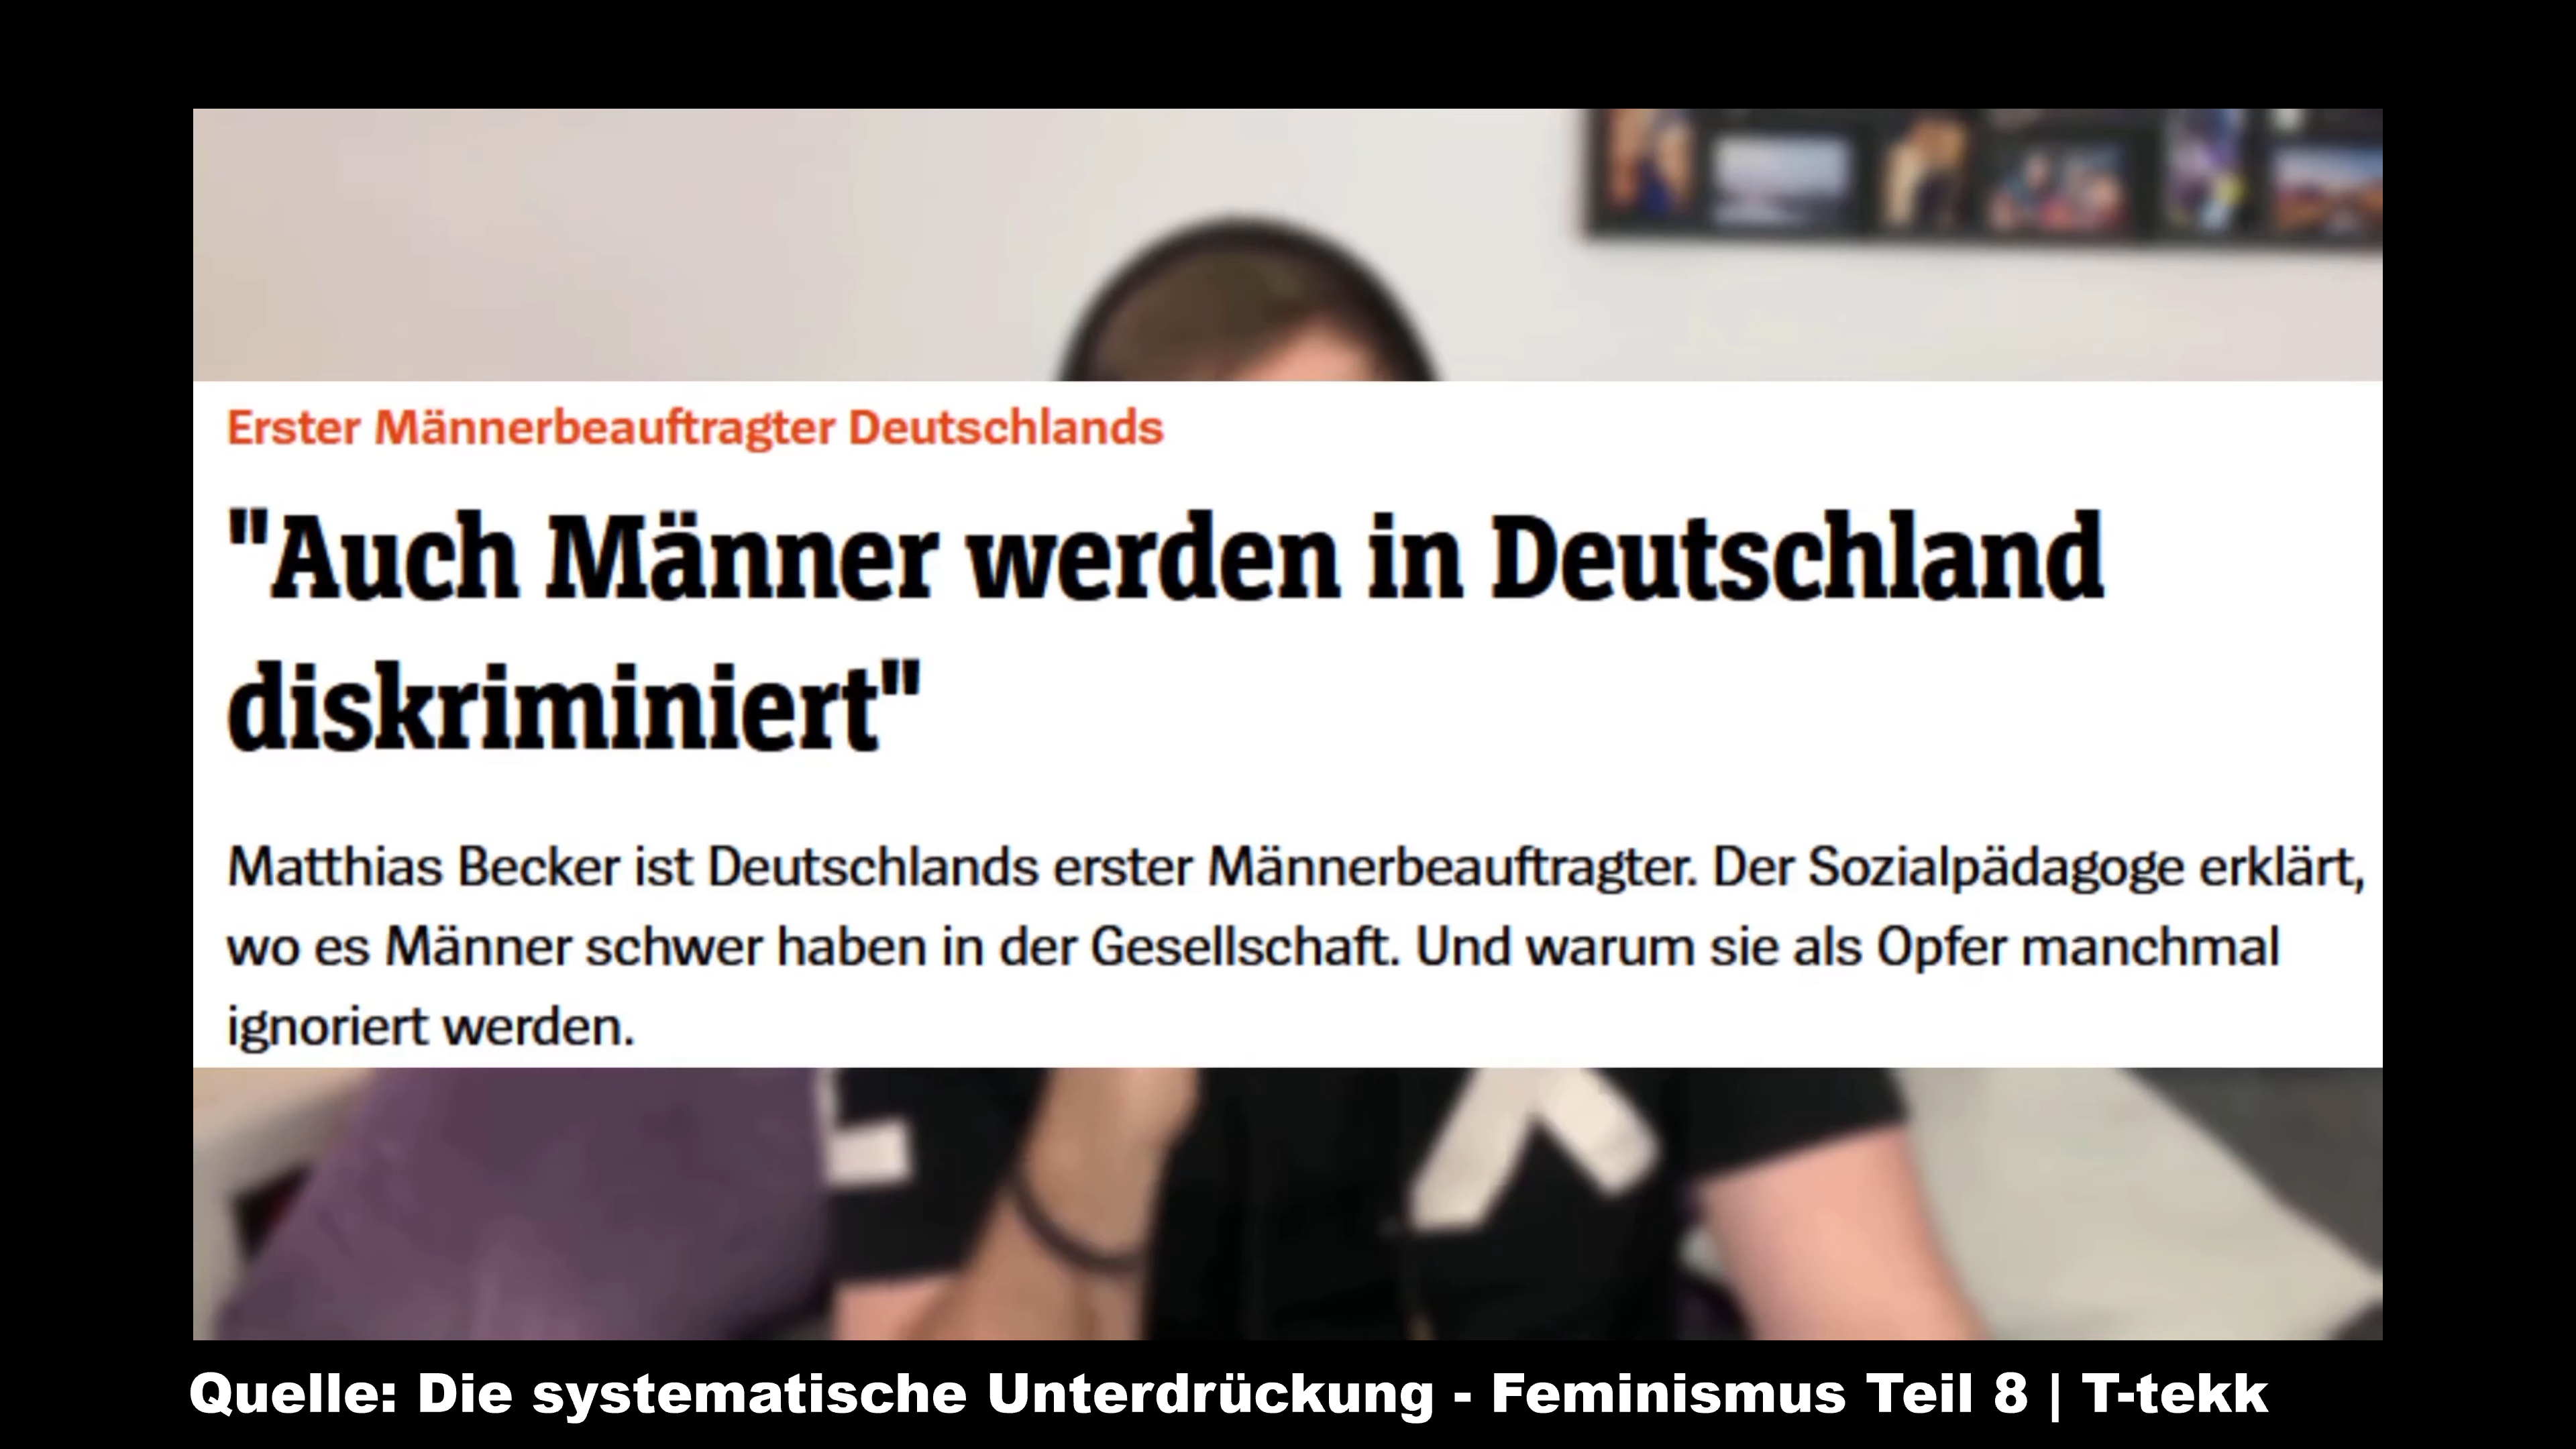 Erster Männerbeauftragter Deutschlands
"Auch Männer werden in Deutschland
diskriminiert"
Matthias Becker ist Deutschlands erster Männerbeauftragter. Der Sozialpädagoge erklärt,
wo es Männer schwer haben in der Gesellschaft. Und warum sie als Opfer manchmal
ignoriert werden.
Quelle: Die systematische Unterdrückung - Feminismus Teil 8 | T-tekk